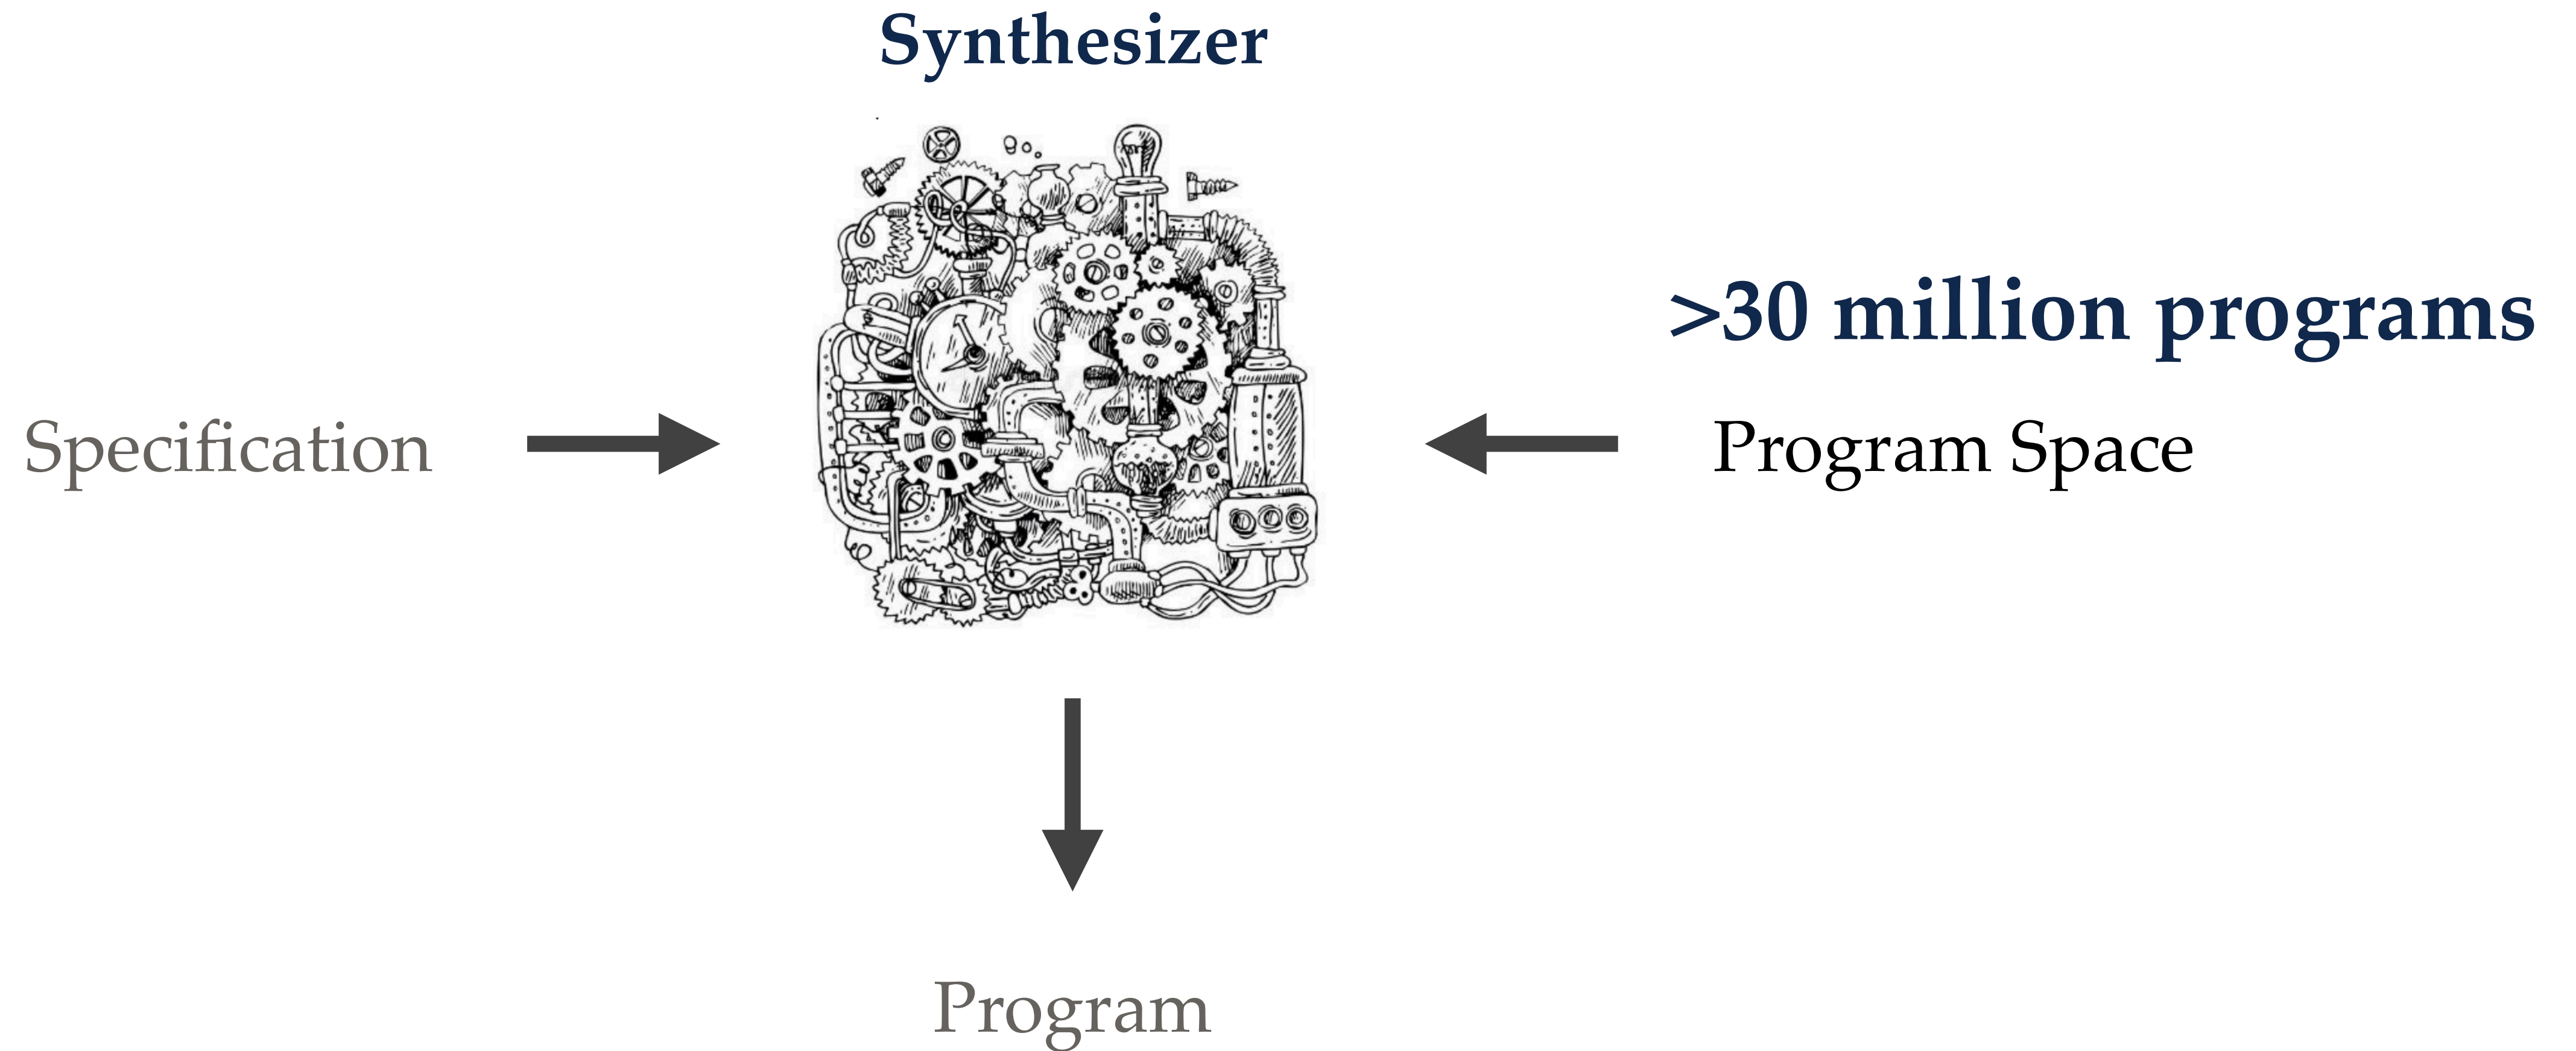 Synthesizer
>30 million programs
Specification
Program Space
Program